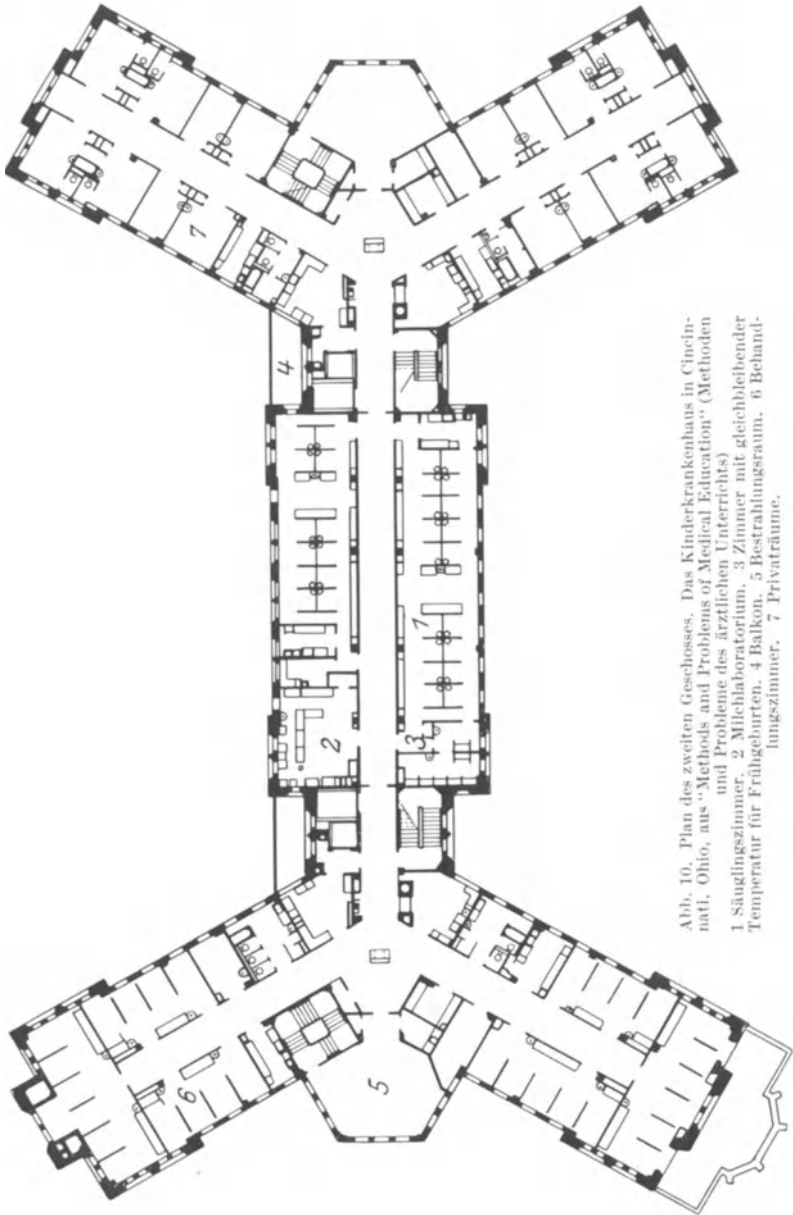 7
4
1
2
3
6
5
Abb. 10. Plan des zweiten Geschosses. Das Kinderkrankenhaus in Cincin-
nati, Ohio, aus "Methods and Problems of Medical Education“ (Methoden
und Probleme des ärztlichen Unterrichts)
1 Säuglingszimmer. 2 Milchlaboratorium. 3 Zimmer mit gleichbleibender
Temperatur für Frühgeburten. 4 Balkon. 5 Bestrahlungsraum. 6 Behand-
lungszimmer. 7 Privaträume.